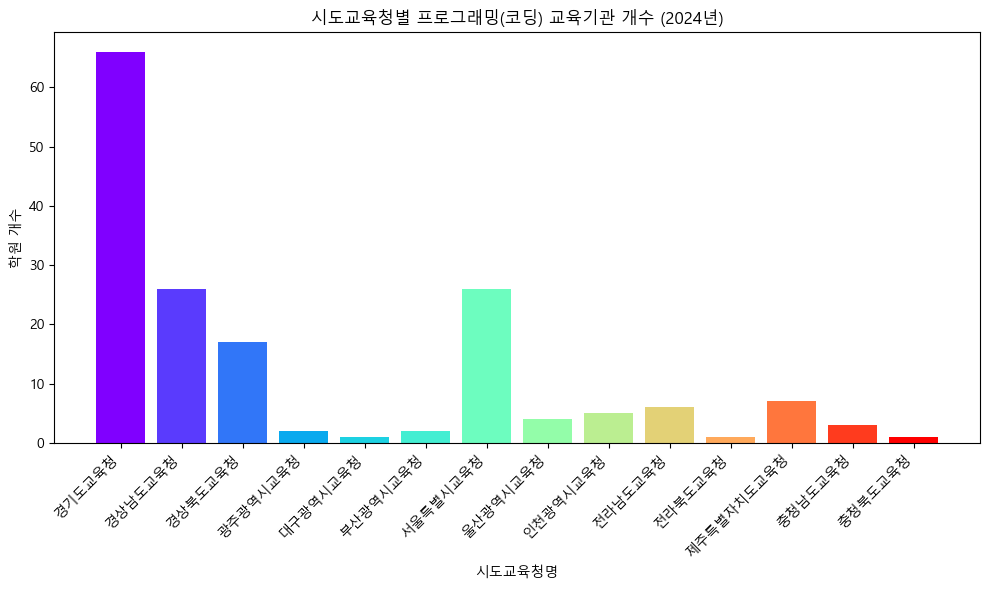 시도교육청별 프로그래밍(코딩) 교육기관 개수 (2024년)
학원 개수
60
50
40
30
20
10
0
경기도교육청
경상남도교육청
경상북도교육청
광주광역시교육청
대구광역시교육청
부산광역시교육청
서울특별시교육청
울산광역시교육청
인천광역시교육청
전라남도교육청
전라북도교육청
제주특별자치도교육청
충청남도교육청
충청북도교육청
시도교육청명